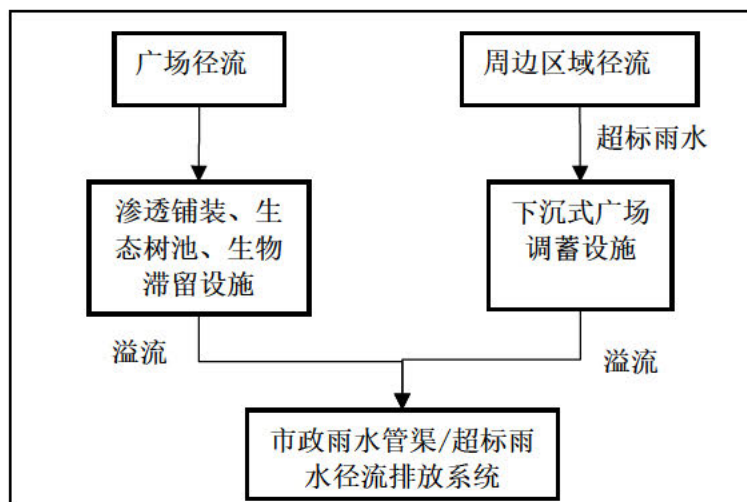 广场径流
周边区域径流
超标雨水
渗透铺装、生
态树池、生物
滞留设施
下沉式广场
调蓄设施
溢流
溢流
市政雨水管渠/超标雨
水径流排放系统